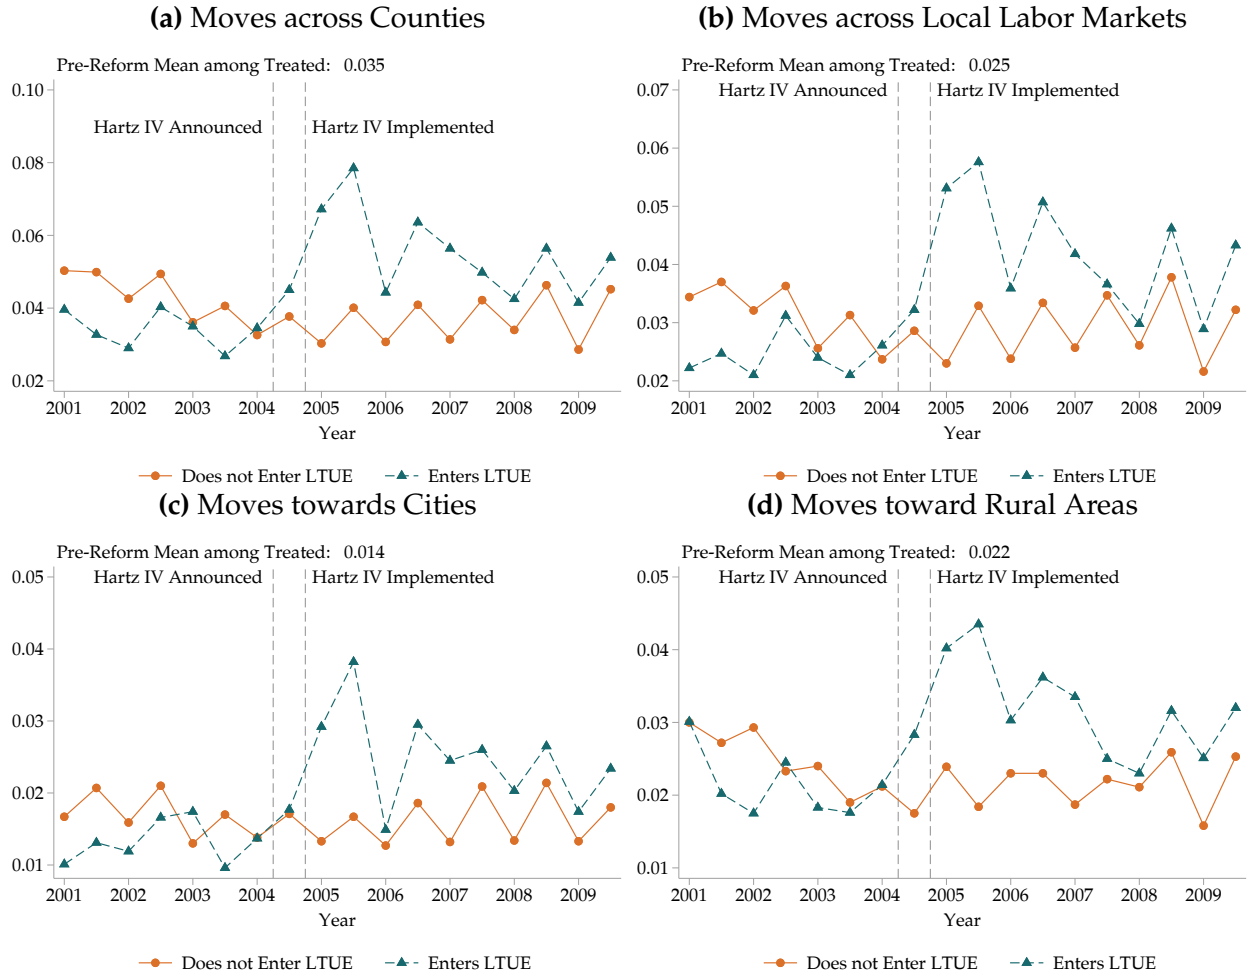 (a) Moves across Counties
Pre-Reform Mean among Treated: 0.035
0.10
Hartz IV Announced
Hartz IV Implemented
0.08
0.06
0.04
0.02
2001 2002 2003 2004 2005 2006 2007 2008 2009
Year
Does not Enter LTUE Enters LTUE
(b) Moves across Local Labor Markets
Pre-Reform Mean among Treated: 0.025
0.07
Hartz IV Announced
Hartz IV Implemented
0.06
0.05
0.04
0.03
0.02
2001 2002 2003 2004 2005 2006 2007 2008 2009
Year
Does not Enter LTUE Enters LTUE
(c) Moves towards Cities
Pre-Reform Mean among Treated: 0.014
0.05
Hartz IV Announced
Hartz IV Implemented
0.04
0.03
0.02
0.01
2001 2002 2003 2004 2005 2006 2007 2008 2009
Year
Does not Enter LTUE Enters LTUE
(d) Moves toward Rural Areas
Pre-Reform Mean among Treated: 0.022
0.05
Hartz IV Announced
Hartz IV Implemented
0.04
0.03
0.02
0.01
2001 2002 2003 2004 2005 2006 2007 2008 2009
Year
Does not Enter LTUE Enters LTUE